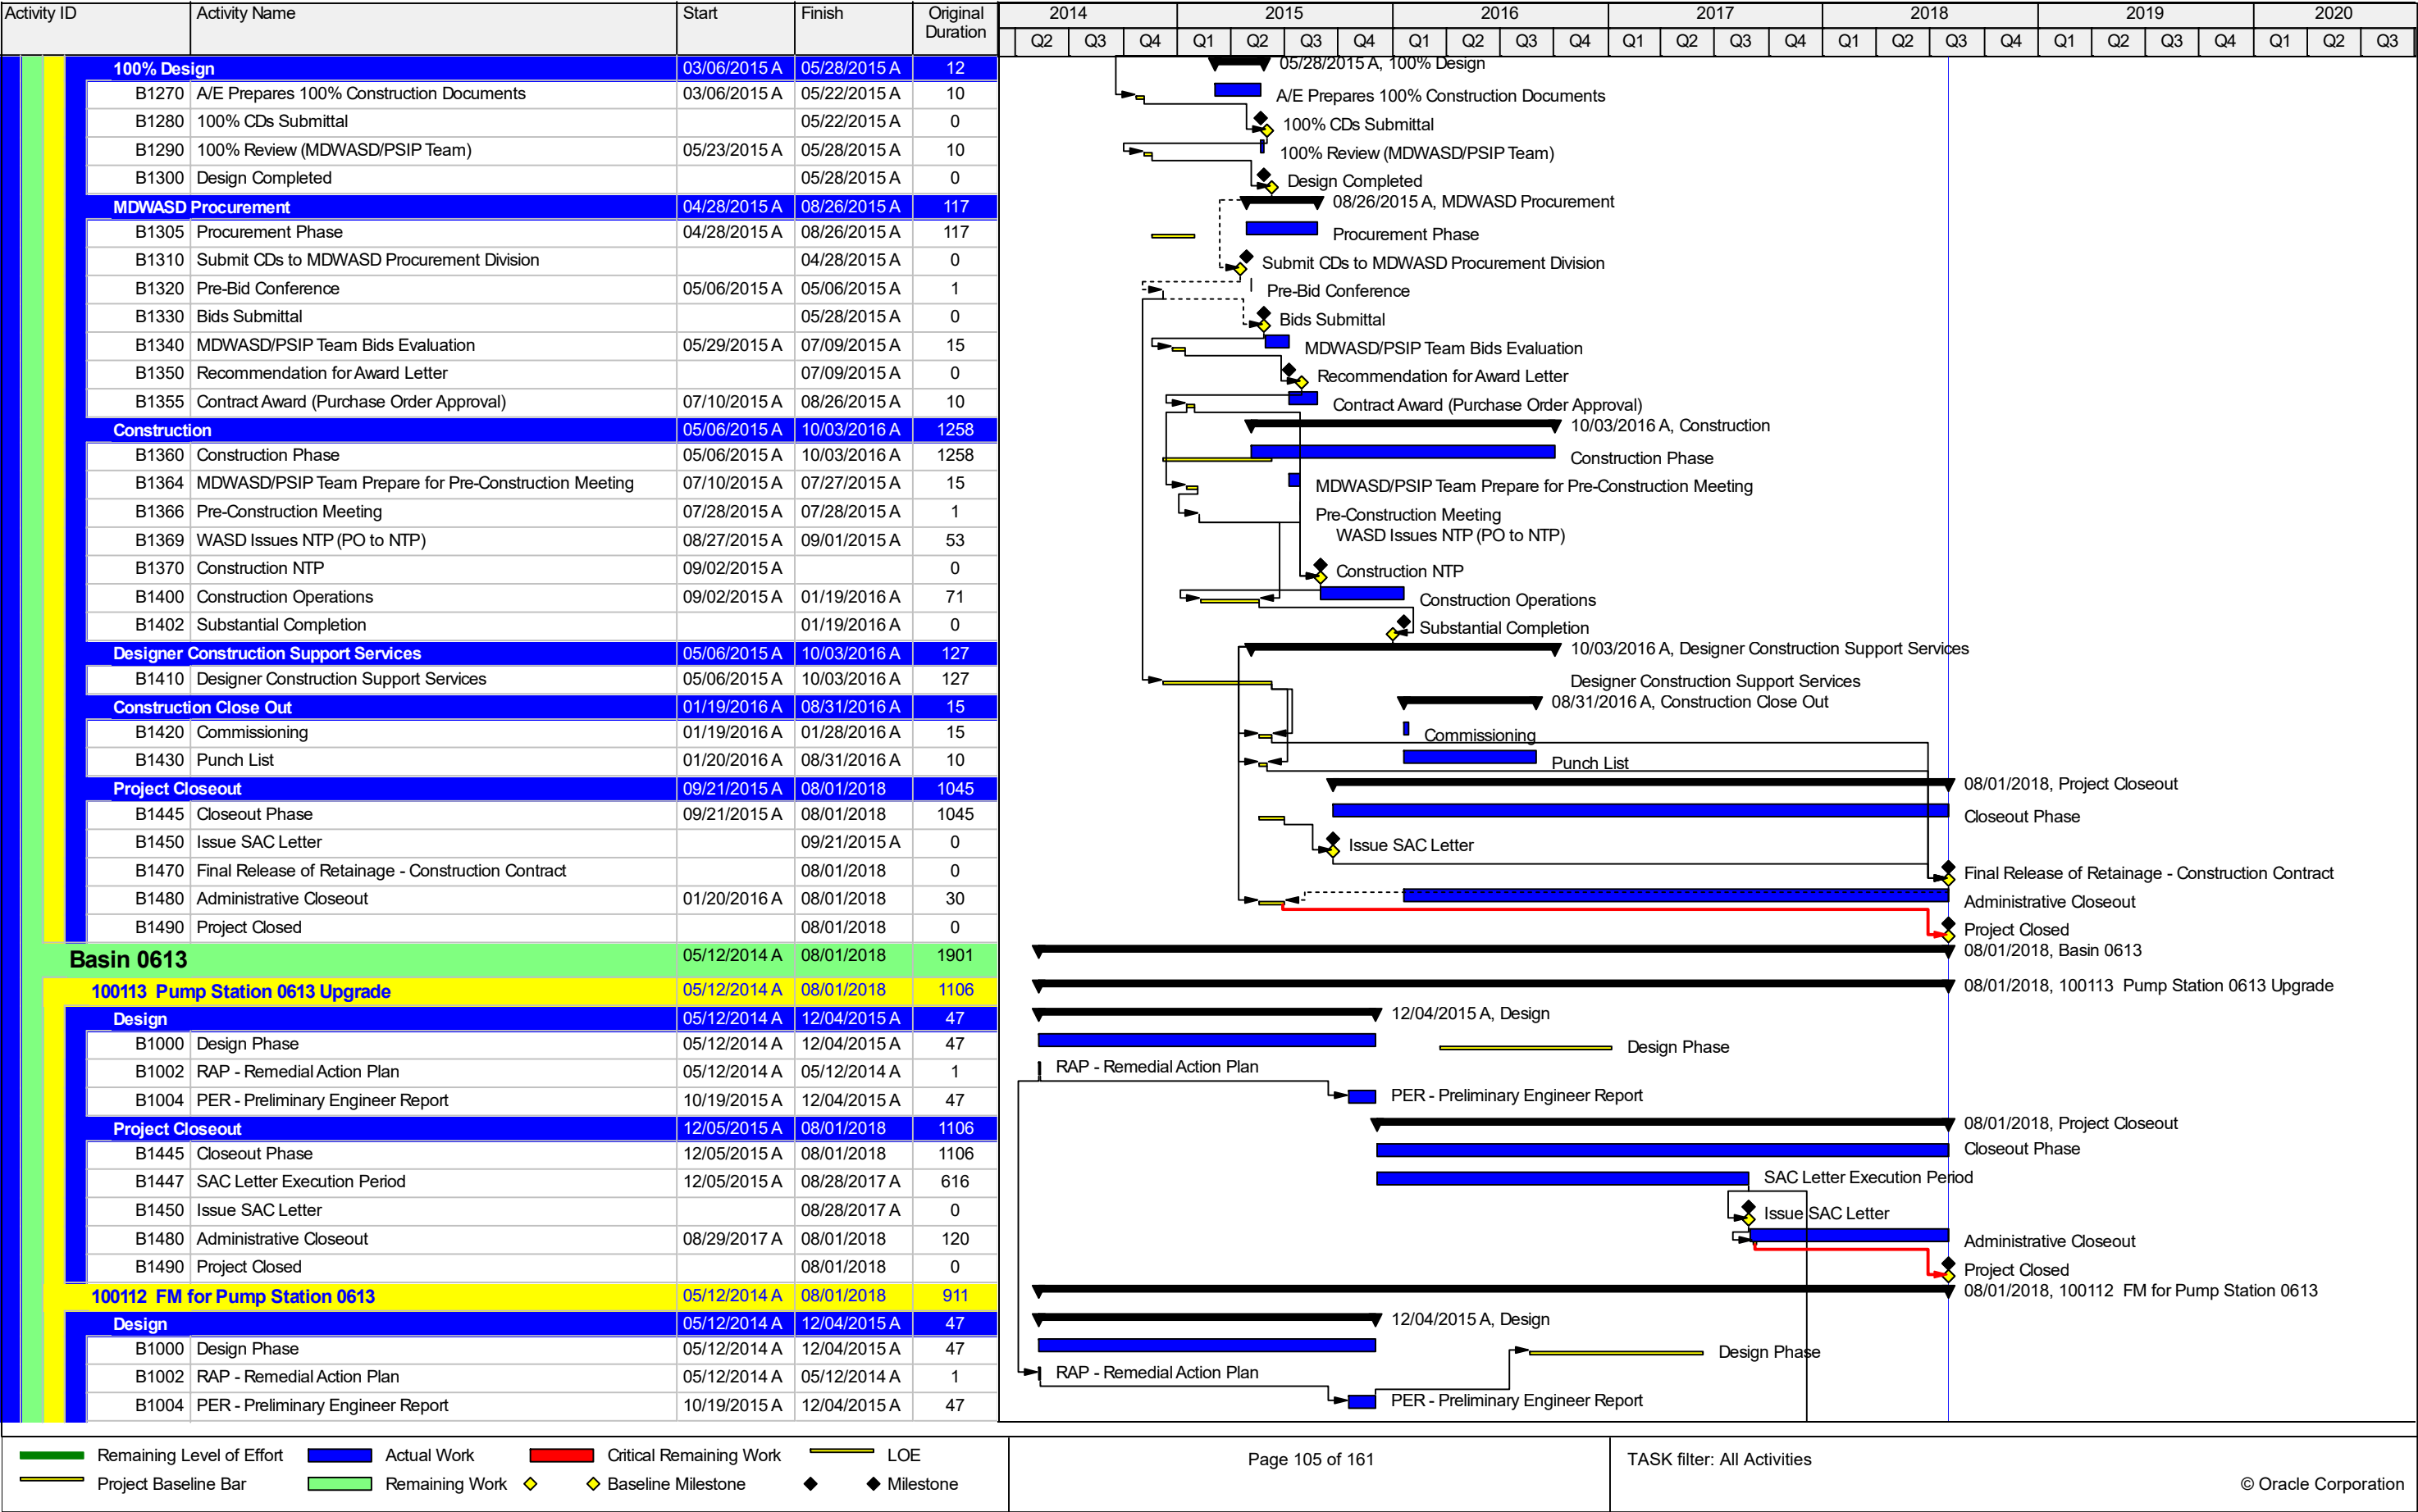 Activity ID Activity Name Start Finish Original Duration 2014 2015 2016 2017 2018 2019 2020
Q2 Q3 Q4 Q1 Q2 Q3 Q4 Q1 Q2 Q3 Q4 Q1 Q2 Q3 Q4 Q1 Q2 Q3 Q4 Q1 Q2 Q3 Q4 Q1 Q2 Q3
100% Design 03/06/2015 A 05/28/2015 A 12 05/28/2015 A, 100% Design
B1270 A/E Prepares 100% Construction Documents 03/06/2015 A 05/22/2015 A 10 A/E Prepares 100% Construction Documents
B1280 100% CDs Submittal 05/22/2015 A 0 100% CDs Submittal
B1290 100% Review (MDWASD/PSIP Team) 05/23/2015 A 05/28/2015 A 10 100% Review (MDWASD/PSIP Team)
B1300 Design Completed 05/28/2015 A 0 Design Completed
MDWASD Procurement 04/28/2015 A 08/26/2015 A 117 08/26/2015 A, MDWASD Procurement
B1305 Procurement Phase 04/28/2015 A 08/26/2015 A 117 Procurement Phase
B1310 Submit CDs to MDWASD Procurement Division 04/28/2015 A 0 Submit CDs to MDWASD Procurement Division
B1320 Pre-Bid Conference 05/06/2015 A 05/06/2015 A 1 Pre-Bid Conference
B1330 Bids Submittal 05/28/2015 A 0 Bids Submittal
B1340 MDWASD/PSIP Team Bids Evaluation 05/29/2015 A 07/09/2015 A 15 MDWASD/PSIP Team Bids Evaluation
B1350 Recommendation for Award Letter 07/09/2015 A 0 Recommendation for Award Letter
B1355 Contract Award (Purchase Order Approval) 07/10/2015 A 08/26/2015 A 10 Contract Award (Purchase Order Approval)
Construction 05/06/2015 A 10/03/2016 A 1258 10/03/2016 A, Construction
B1360 Construction Phase 05/06/2015 A 10/03/2016 A 1258 Construction Phase
B1364 MDWASD/PSIP Team Prepare for Pre-Construction Meeting 07/10/2015 A 07/27/2015 A 15 MDWASD/PSIP Team Prepare for Pre-Construction Meeting
B1366 Pre-Construction Meeting 07/28/2015 A 07/28/2015 A 1 Pre-Construction Meeting
B1369 WASD Issues NTP (PO to NTP) 08/27/2015 A 09/01/2015 A 53 WASD Issues NTP (PO to NTP)
B1370 Construction NTP 09/02/2015 A 0 Construction NTP
B1400 Construction Operations 09/02/2015 A 01/19/2016 A 71 Construction Operations
B1402 Substantial Completion 01/19/2016 A 0 Substantial Completion
Designer Construction Support Services 05/06/2015 A 10/03/2016 A 127 10/03/2016 A, Designer Construction Support Services
B1410 Designer Construction Support Services 05/06/2015 A 10/03/2016 A 127 Designer Construction Support Services
Construction Close Out 01/19/2016 A 08/31/2016 A 15 08/31/2016 A, Construction Close Out
B1420 Commissioning 01/19/2016 A 01/28/2016 A 15 Commissioning
B1430 Punch List 01/20/2016 A 08/31/2016 A 10 Punch List
Project Closeout 09/21/2015 A 08/01/2018 1045 08/01/2018, Project Closeout
B1445 Closeout Phase 09/21/2015 A 08/01/2018 1045 Closeout Phase
B1450 Issue SAC Letter 09/21/2015 A 0 Issue SAC Letter
B1470 Final Release of Retainage - Construction Contract 08/01/2018 0 Final Release of Retainage - Construction Contract
B1480 Administrative Closeout 01/20/2016 A 08/01/2018 30 Administrative Closeout
B1490 Project Closed 08/01/2018 0 Project Closed
Basin 0613 05/12/2014 A 08/01/2018 1901 08/01/2018, Basin 0613
100113 Pump Station 0613 Upgrade 05/12/2014 A 08/01/2018 1106 08/01/2018, 100113 Pump Station 0613 Upgrade
Design 05/12/2014 A 12/04/2015 A 47 12/04/2015 A, Design
B1000 Design Phase 05/12/2014 A 12/04/2015 A 47 Design Phase
B1002 RAP - Remedial Action Plan 05/12/2014 A 05/12/2014 A 1 RAP - Remedial Action Plan
B1004 PER - Preliminary Engineer Report 10/19/2015 A 12/04/2015 A 47 PER - Preliminary Engineer Report
Project Closeout 12/05/2015 A 08/01/2018 1106 08/01/2018, Project Closeout
B1445 Closeout Phase 12/05/2015 A 08/01/2018 1106 Closeout Phase
B1447 SAC Letter Execution Period 12/05/2015 A 08/28/2017 A 616 SAC Letter Execution Period
B1450 Issue SAC Letter 08/28/2017 A 0 Issue SAC Letter
B1480 Administrative Closeout 08/29/2017 A 08/01/2018 120 Administrative Closeout
B1490 Project Closed 08/01/2018 0 Project Closed
100112 FM for Pump Station 0613 05/12/2014 A 08/01/2018 911 08/01/2018, 100112 FM for Pump Station 0613
Design 05/12/2014 A 12/04/2015 A 47 12/04/2015 A, Design
B1000 Design Phase 05/12/2014 A 12/04/2015 A 47 Design Phase
B1002 RAP - Remedial Action Plan 05/12/2014 A 05/12/2014 A 1 RAP - Remedial Action Plan
B1004 PER - Preliminary Engineer Report 10/19/2015 A 12/04/2015 A 47 PER - Preliminary Engineer Report
Remaining Level of Effort Actual Work Critical Remaining Work LOE Page 105 of 161 TASK filter: All Activities
Project Baseline Bar Remaining Work Baseline Milestone Milestone © Oracle Corporation